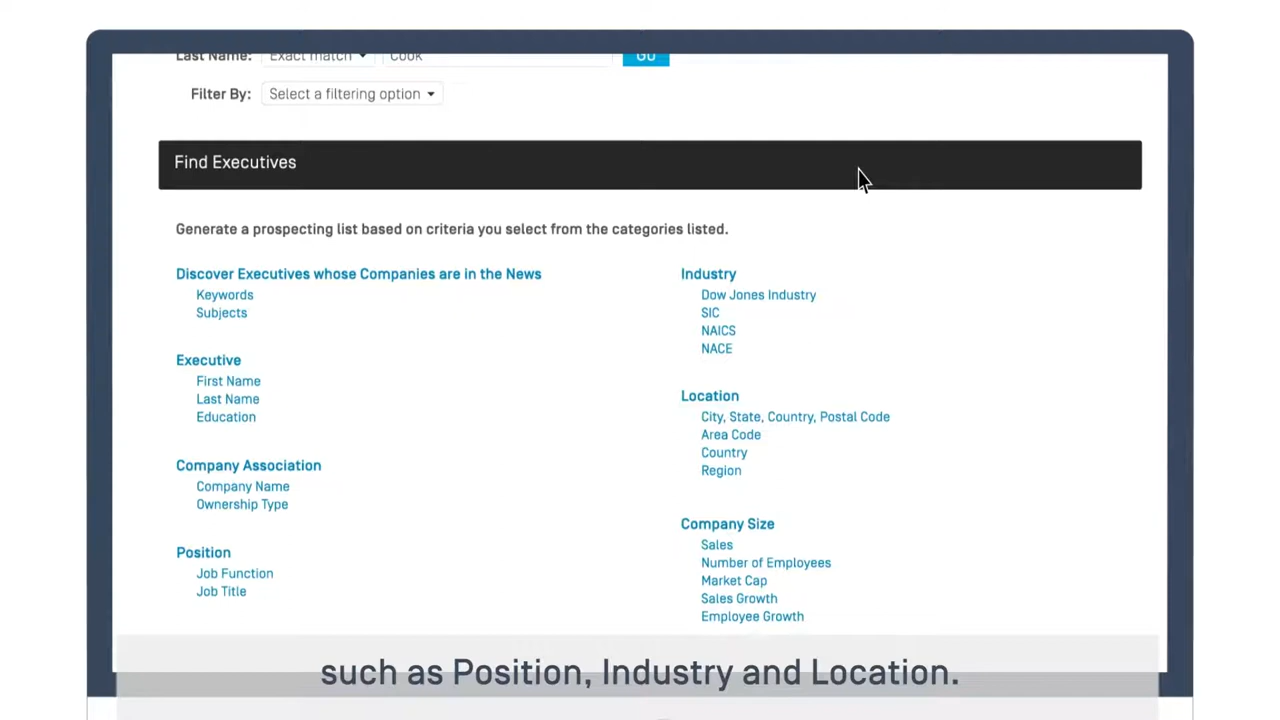 Last Name: Exact match Cook GO
Filter By: Select a filtering option
Find Executives
Generate a prospecting list based on criteria you select from the categories listed.
Discover Executives whose Companies are in the News
Keywords
Subjects
Executive
First Name
Last Name
Education
Company Association
Company Name
Ownership Type
Position
Job Function
Job Title
Industry
Dow Jones Industry
SIC
NAICS
NACE
Location
City, State, Country, Postal Code
Area Code
Country
Region
Company Size
Sales
Number of Employees
Market Cap
Sales Growth
Employee Growth
such as Position, Industry and Location.